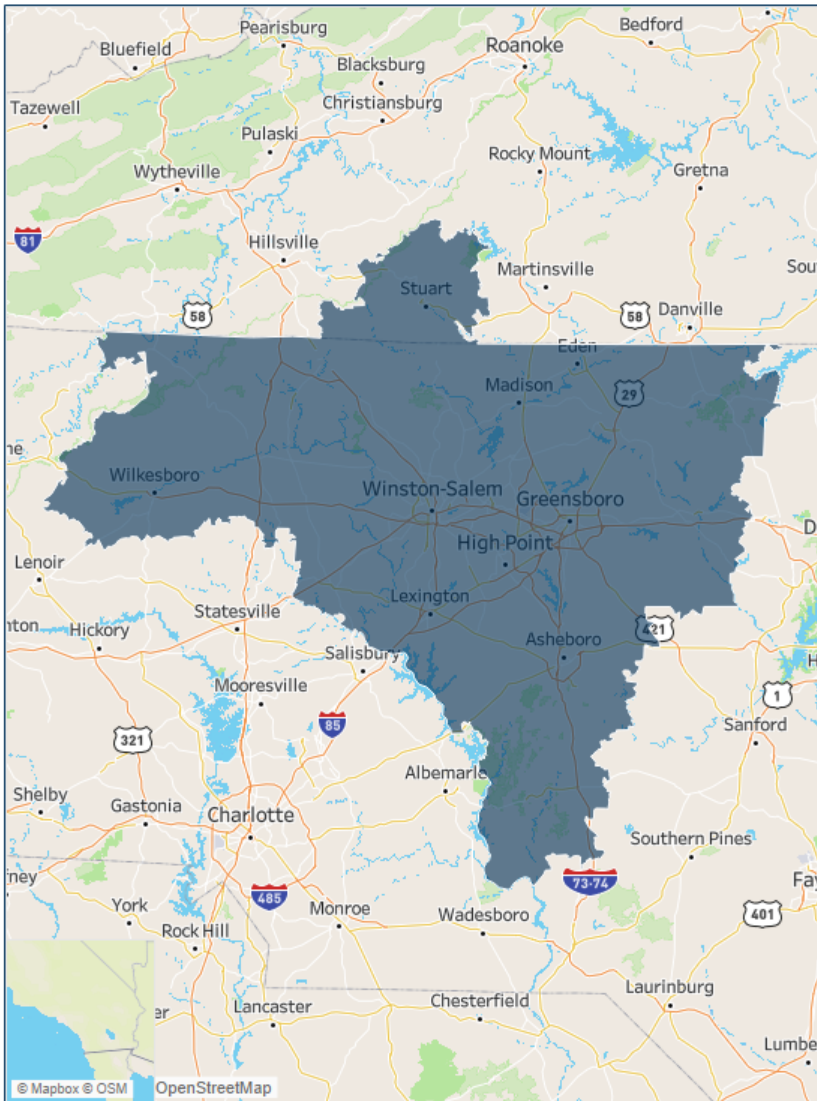 Pearisburg
Bedford
Bluefield
Roanoke
Blacksburg
Christiansburg
Tazewell
Pulaski
Rocky Mount
Wytheville
Gretna
81
Hillsville
Martinsville
Sou
Stuart
58
58
Danville
Eden
Madison
29
ne
Wilkesboro
Winston-Salem
Greensboro
D
High Point
Lenoir
Lexington
Statesville
nton
Hickory
421
Asheboro
Salisbury
H
Mooresville
1
85
321
Sanford
Albemarle
Shelby
Gastonia
Charlotte
Southern Pines
rney
73-74
Fay
485
York
Monroe
Wadesboro
401
Rock Hill
Laurinburg
er
Lancaster
Chesterfield
Lumbe
© Mapbox © OSM
OpenStreetMap